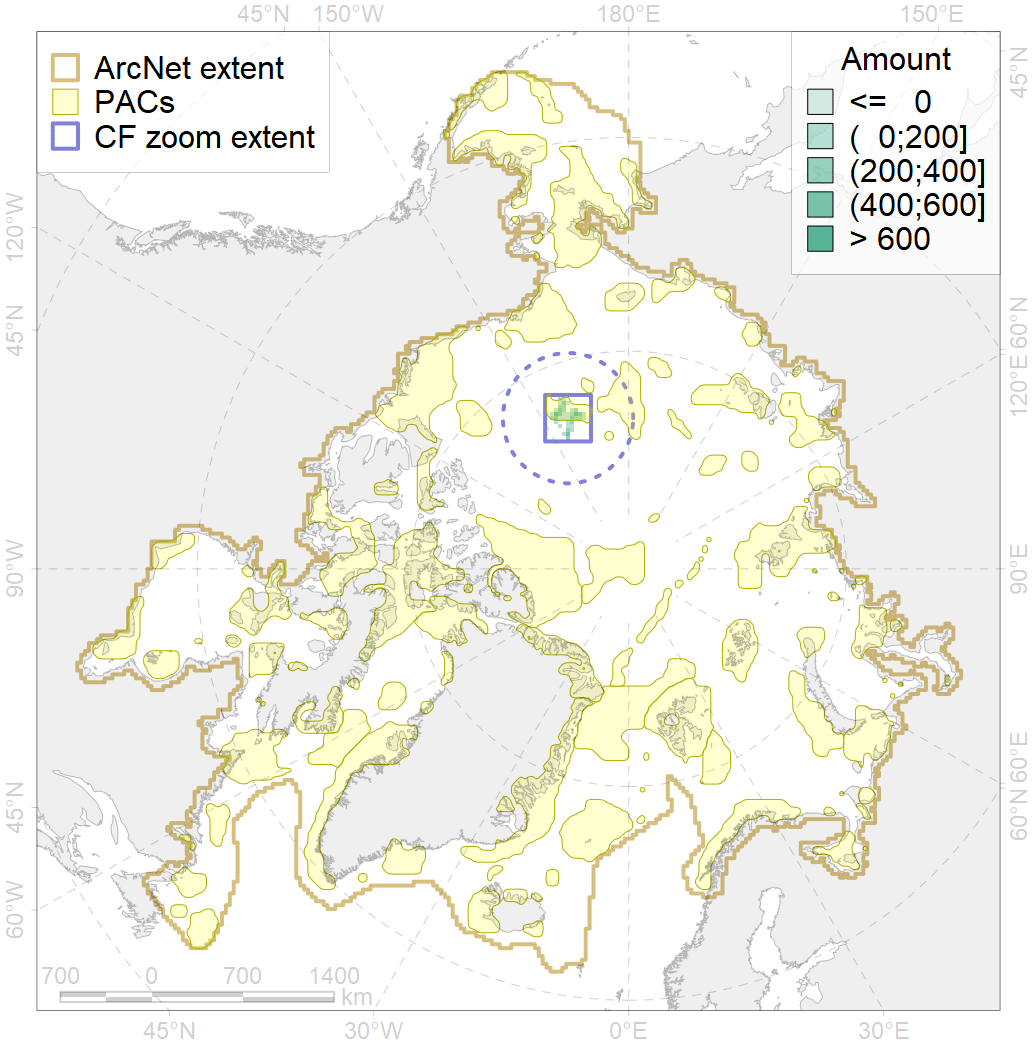 45°N 150°W 180°E 150°E
ArcNet extent
PACs
CF zoom extent
Amount
<= 0
( 0;200]
(200;400]
(400;600]
> 600
45°N
120°W
45°N
90°W
45°N
60°W
60°N
120°E
90°E
60°E
60°N
700 0 700 1400
km
45°N 30°W 0°E 30°E